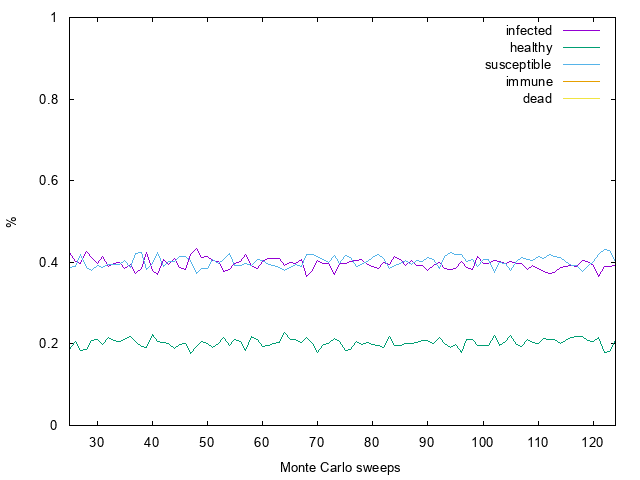 1
0.8
0.6
0.4
0.2
0
%
infected
healthy
susceptible
immune
dead
30 40 50 60 70 80 90 100 110 120
Monte Carlo sweeps